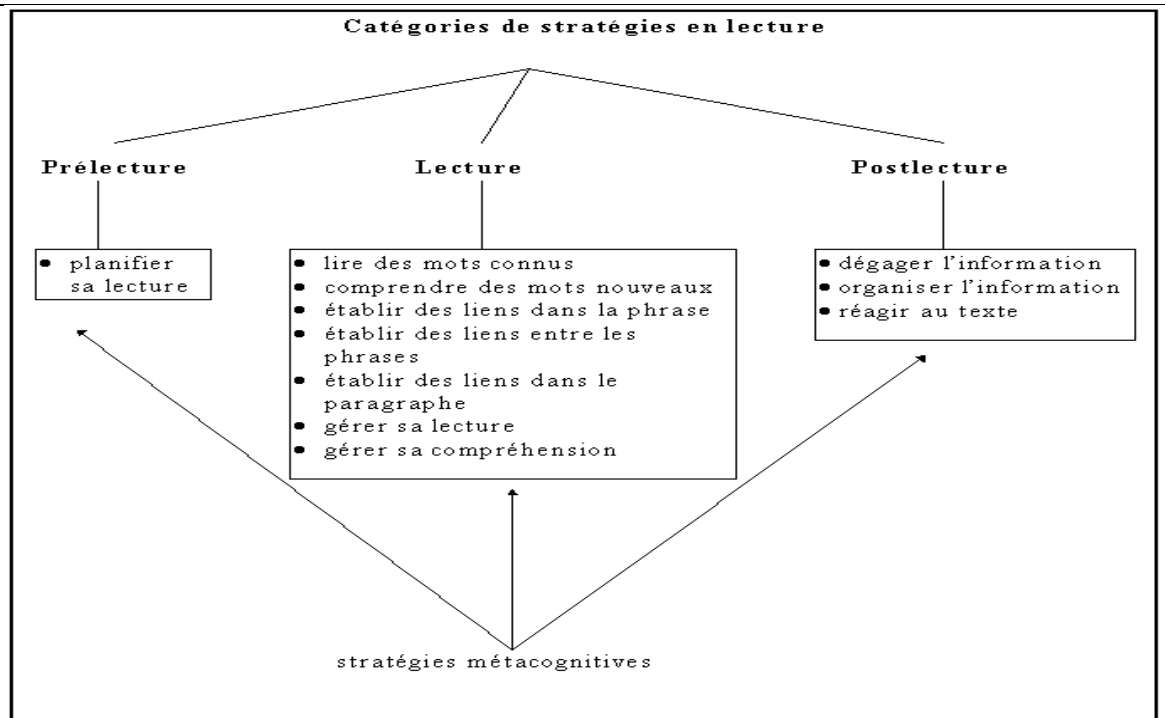 Catégories de stratégies en lecture
Prélecture
Lecture
Postlecture
• planifier
sa lecture
• lire des mots connus
• comprendre des mots nouveaux
• établir des liens dans la phrase
• établir des liens entre les
phrases
• établir des liens dans le
paragraphe
• gérer sa lecture
• gérer sa compréhension
• dégager l'information
• organiser l'information
• réagir au texte
stratégies métacognitives